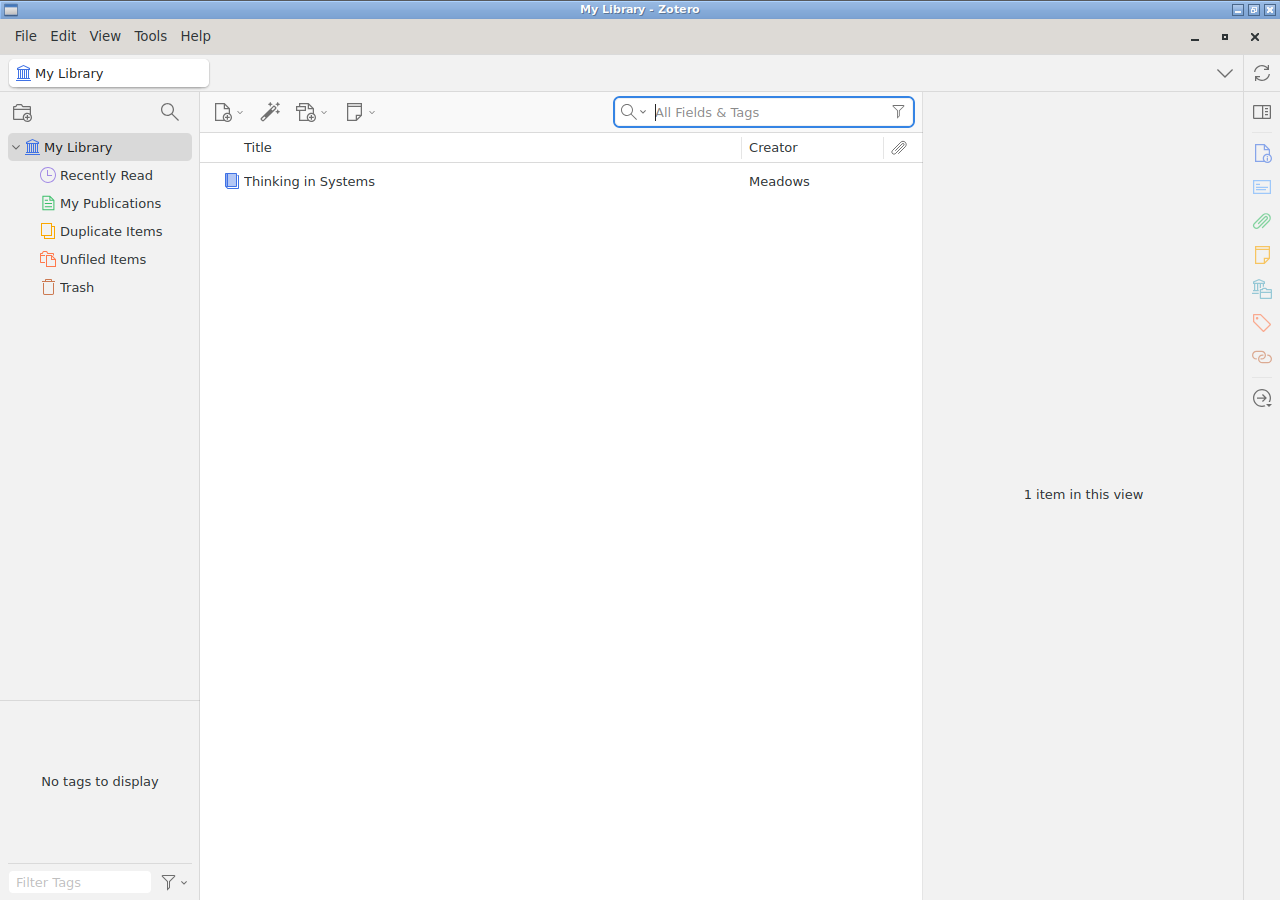 My Library - Zotero
File Edit View Tools Help
My Library
All Fields & Tags
My Library
Recently Read
My Publications
Duplicate Items
Unfiled Items
Trash
Title Creator
Thinking in Systems Meadows
1 item in this view
No tags to display
Filter Tags